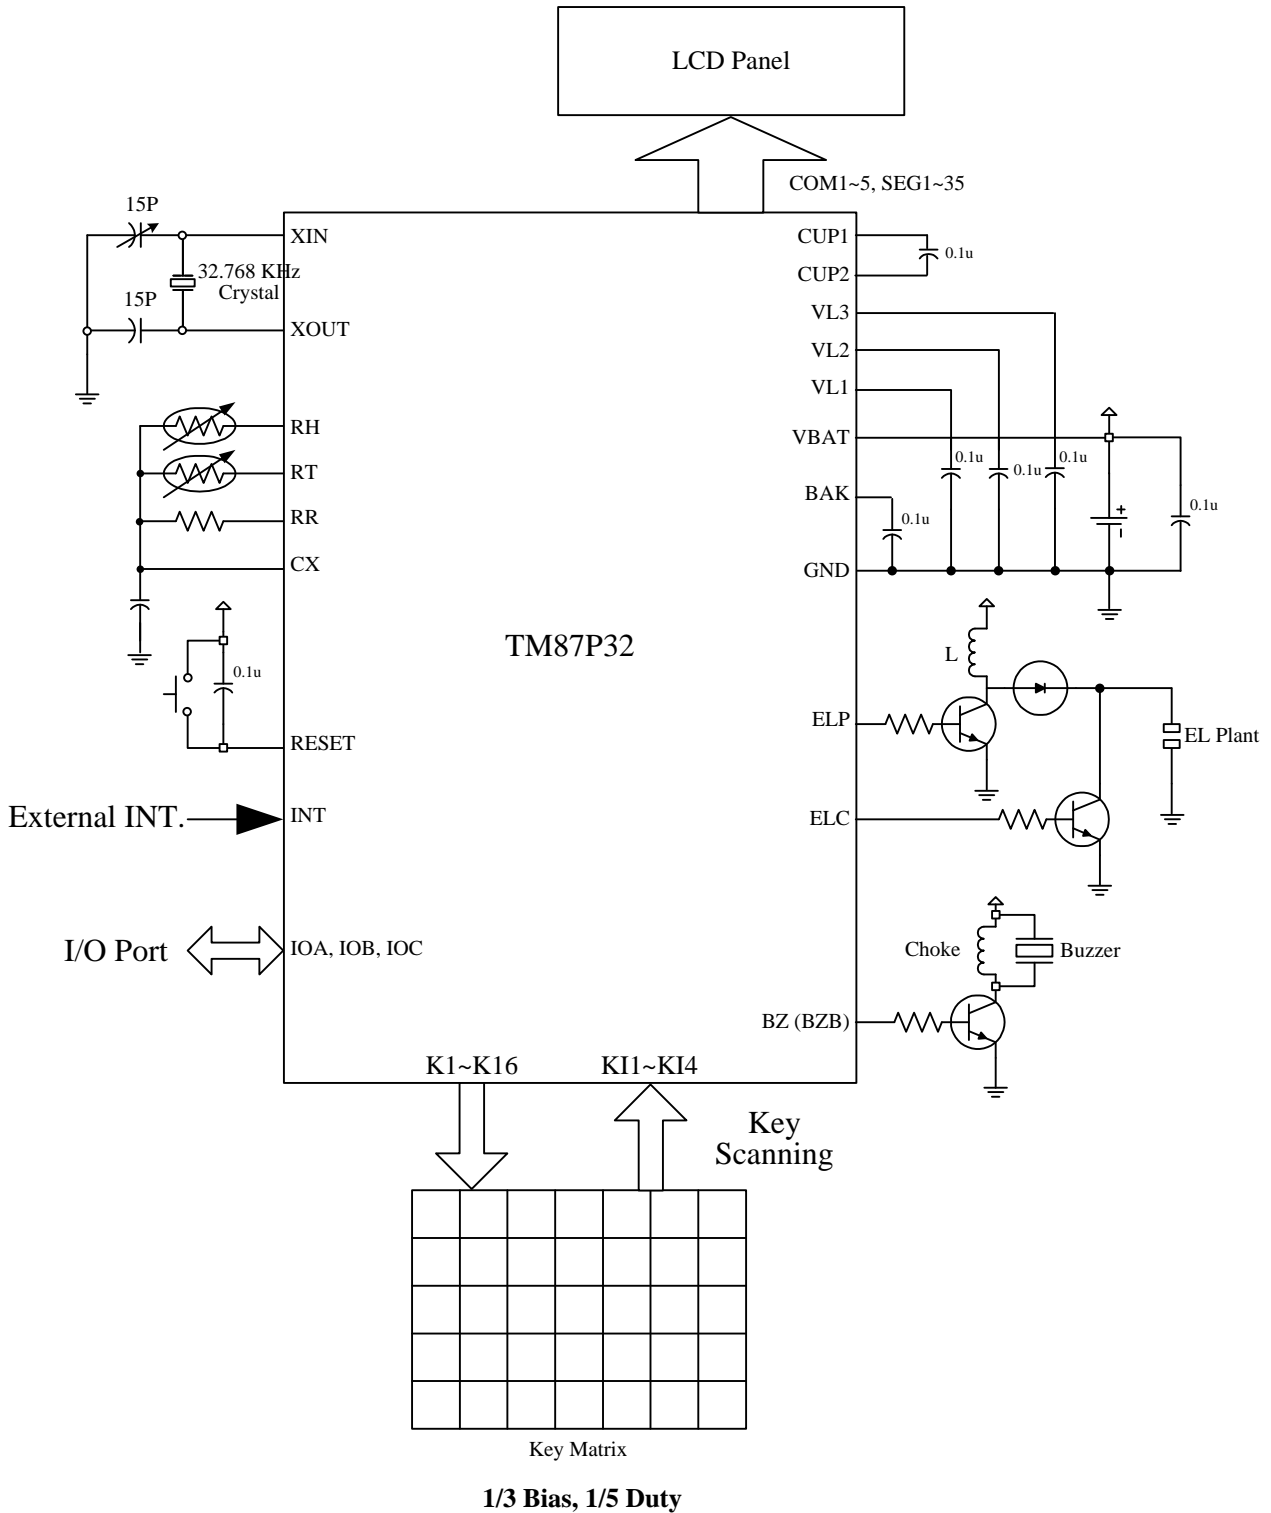 LCD Panel
COM1~5, SEG1~35
15P
XIN
32.768 KHz
Crystal
15P
XOUT
RH
RT
RR
CX
0.1u
RESET
External INT.
INT
I/O Port
IOA, IOB, IOC
TM87P32
CUP1
0.1u
CUP2
VL3
VL2
VL1
VBAT
0.1u
0.1u
0.1u
BAK
0.1u
+
−
0.1u
GND
L
ELP
EL Plant
ELC
Choke
Buzzer
BZ (BZB)
K1~K16
KI1~KI4
Key
Scanning
Key Matrix
1/3 Bias, 1/5 Duty